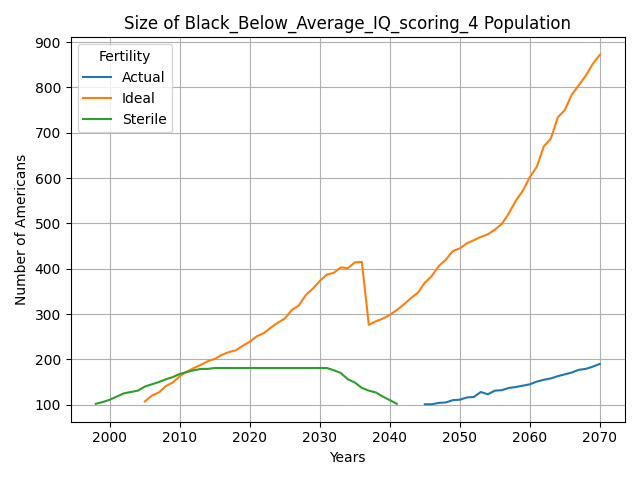 Size of Black_Below_Average_IQ_scoring_4 Population
900
800
700
600
500
400
300
200
100
Number of Americans
Fertility
Actual
Ideal
Sterile
2000 2010 2020 2030 2040 2050 2060 2070
Years